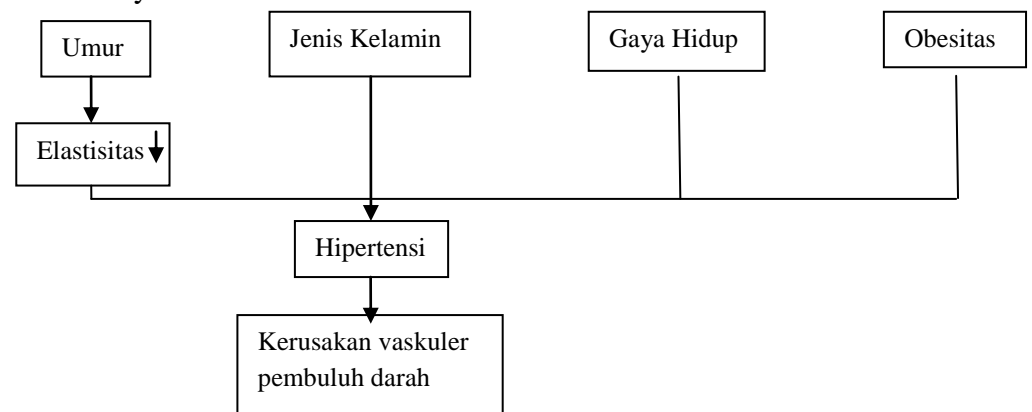 Umur
Jenis Kelamin
Gaya Hidup
Obesitas
Elastisitas
Hipertensi
Kerusakan vaskuler
pembuluh darah